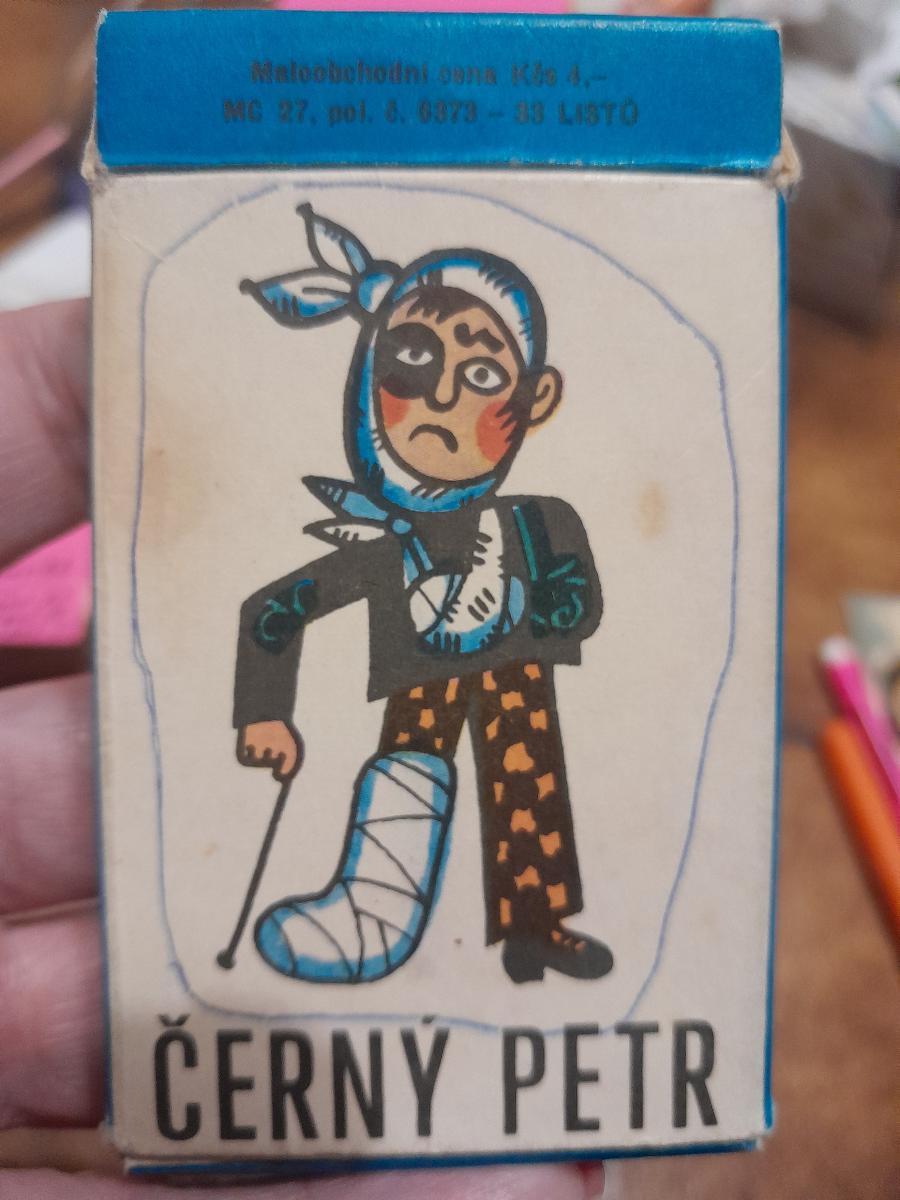 Maloobchodní cena Kčs 4,–
MC 27, pol. č. 6373 – 33 LISTŮ
ČERNÝ PETR